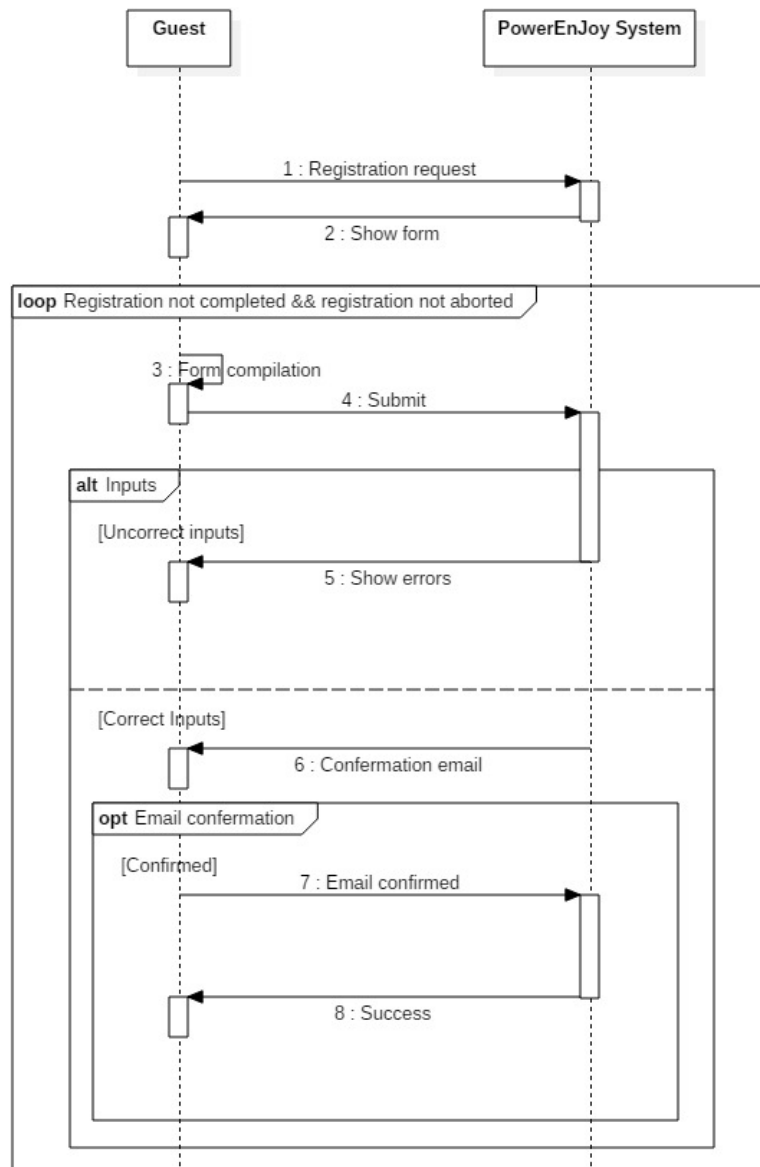 Guest
PowerEnJoy System
1 : Registration request
2 : Show form
loop Registration not completed && registration not aborted
3 : Form compilation
4 : Submit
alt Inputs
[Uncorrect inputs]
5 : Show errors
[Correct Inputs]
6 : Confermation email
opt Email confermation
[Confirmed]
7 : Email confirmed
8 : Success